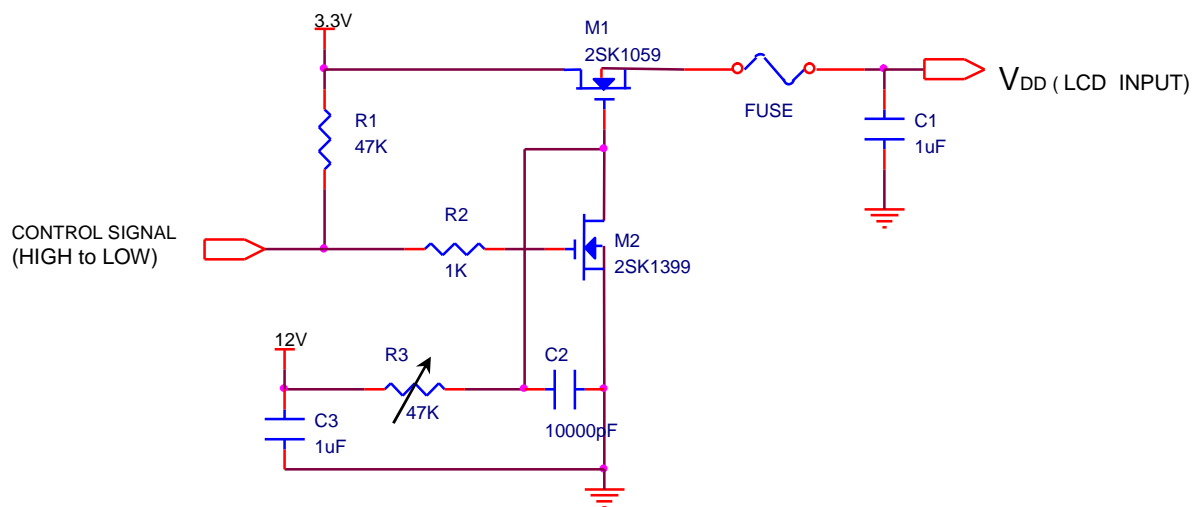 3.3V
M1
2SK1059
FUSE
VDD ( LCD INPUT)
R1
47K
C1
1uF
CONTROL SIGNAL
(HIGH to LOW)
R2
1K
M2
2SK1399
12V
R3
47K
C2
10000pF
C3
1uF